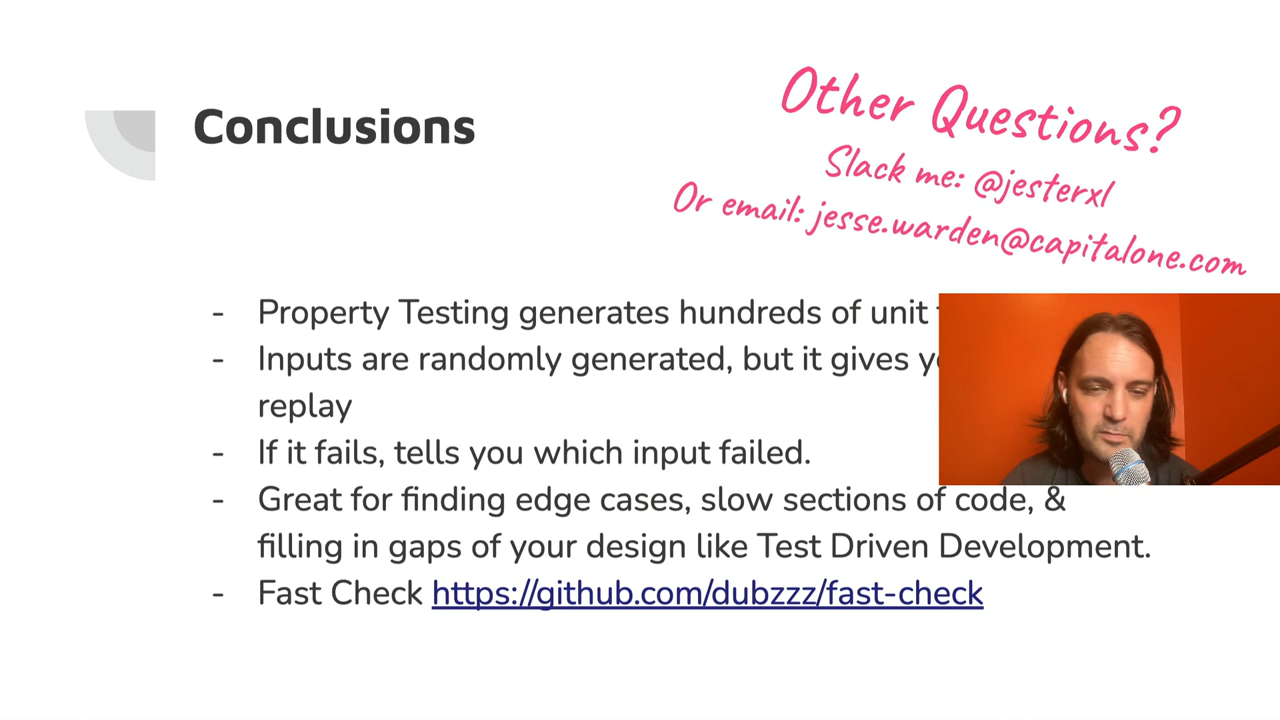 Conclusions
Other Questions?
Slack me: @jesterxl
Or email: jesse.warden@capitalone.com
- Property Testing generates hundreds of unit
- Inputs are randomly generated, but it gives
replay
- If it fails, tells you which input failed.
- Great for finding edge cases, slow sections of code, &
filling in gaps of your design like Test Driven Development.
- Fast Check https://github.com/dubzzz/fast-check